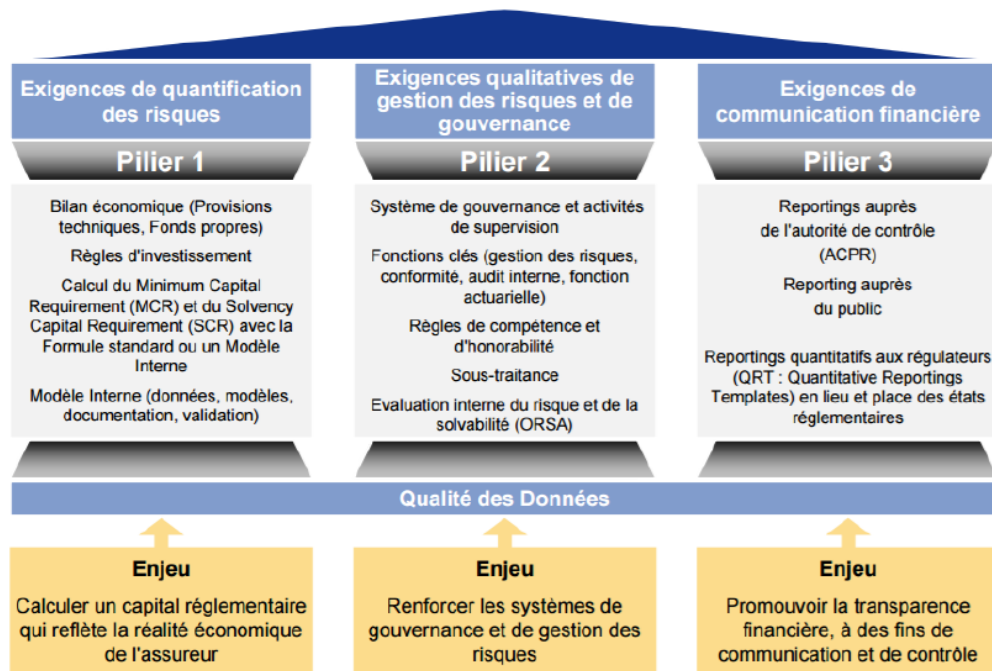 Exigences de quantification
des risques
Pilier 1
Bilan économique (Provisions
techniques, Fonds propres)
Règles d'investissement
Calcul du Minimum Capital
Requirement (MCR) et du Solvency
Capital Requirement (SCR) avec la
Formule standard ou un Modèle
Interne
Modèle Interne (données, modèles,
documentation, validation)
Exigences qualitatives de
gestion des risques et de
gouvernance
Pilier 2
Système de gouvernance et activités
de supervision
Fonctions clés (gestion des risques,
conformité, audit interne, fonction
actuarielle)
Règles de compétence et
d'honorabilité
Sous-traitance
Evaluation interne du risque et de la
solvabilité (ORSA)
Exigences de
communication financière
Pilier 3
Reportings auprès
de l'autorité de contrôle
(ACPR)
Reporting auprès
du public
Reportings quantitatifs aux régulateurs
(QRT : Quantitative Reportings
Templates) en lieu et place des états
réglementaires
Qualité des Données
Enjeu
Calculer un capital réglementaire
qui reflète la réalité économique
de l'assureur
Enjeu
Renforcer les systèmes de
gouvernance et de gestion des
risques
Enjeu
Promouvoir la transparence
financière, à des fins de
communication et de contrôle